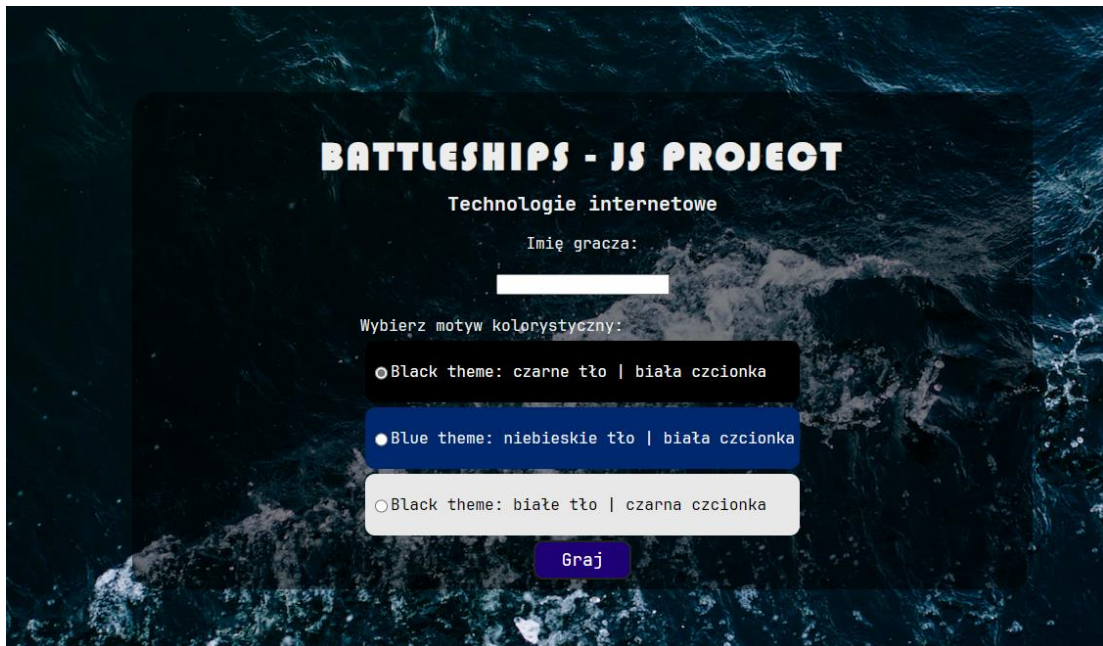 BATTLESHIPS - JS PROJECT
Technologie internetowe
Imię gracza:
Wybierz motyw kolorystyczny:
Black theme: czarne tło | biała czcionka
Blue theme: niebieskie tło | biała czcionka
Black theme: białe tło | czarna czcionka
Graj